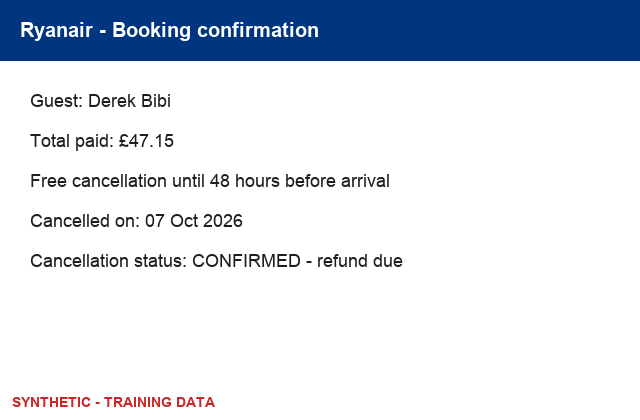 Ryanair - Booking confirmation
Guest: Derek Bibi
Total paid: £47.15
Free cancellation until 48 hours before arrival
Cancelled on: 07 Oct 2026
Cancellation status: CONFIRMED - refund due
SYNTHETIC - TRAINING DATA